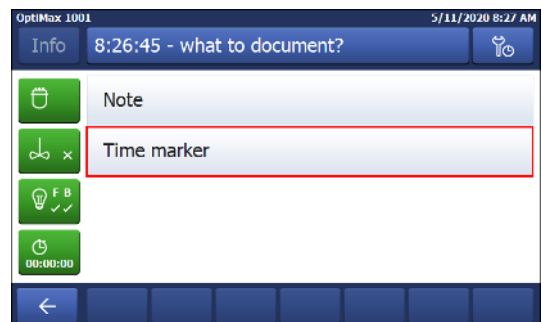 OptiMax 1001 5/11/2020 8:27 AM
Info 8:26:45 - what to document?
Note
Time marker
F B
00:00:00